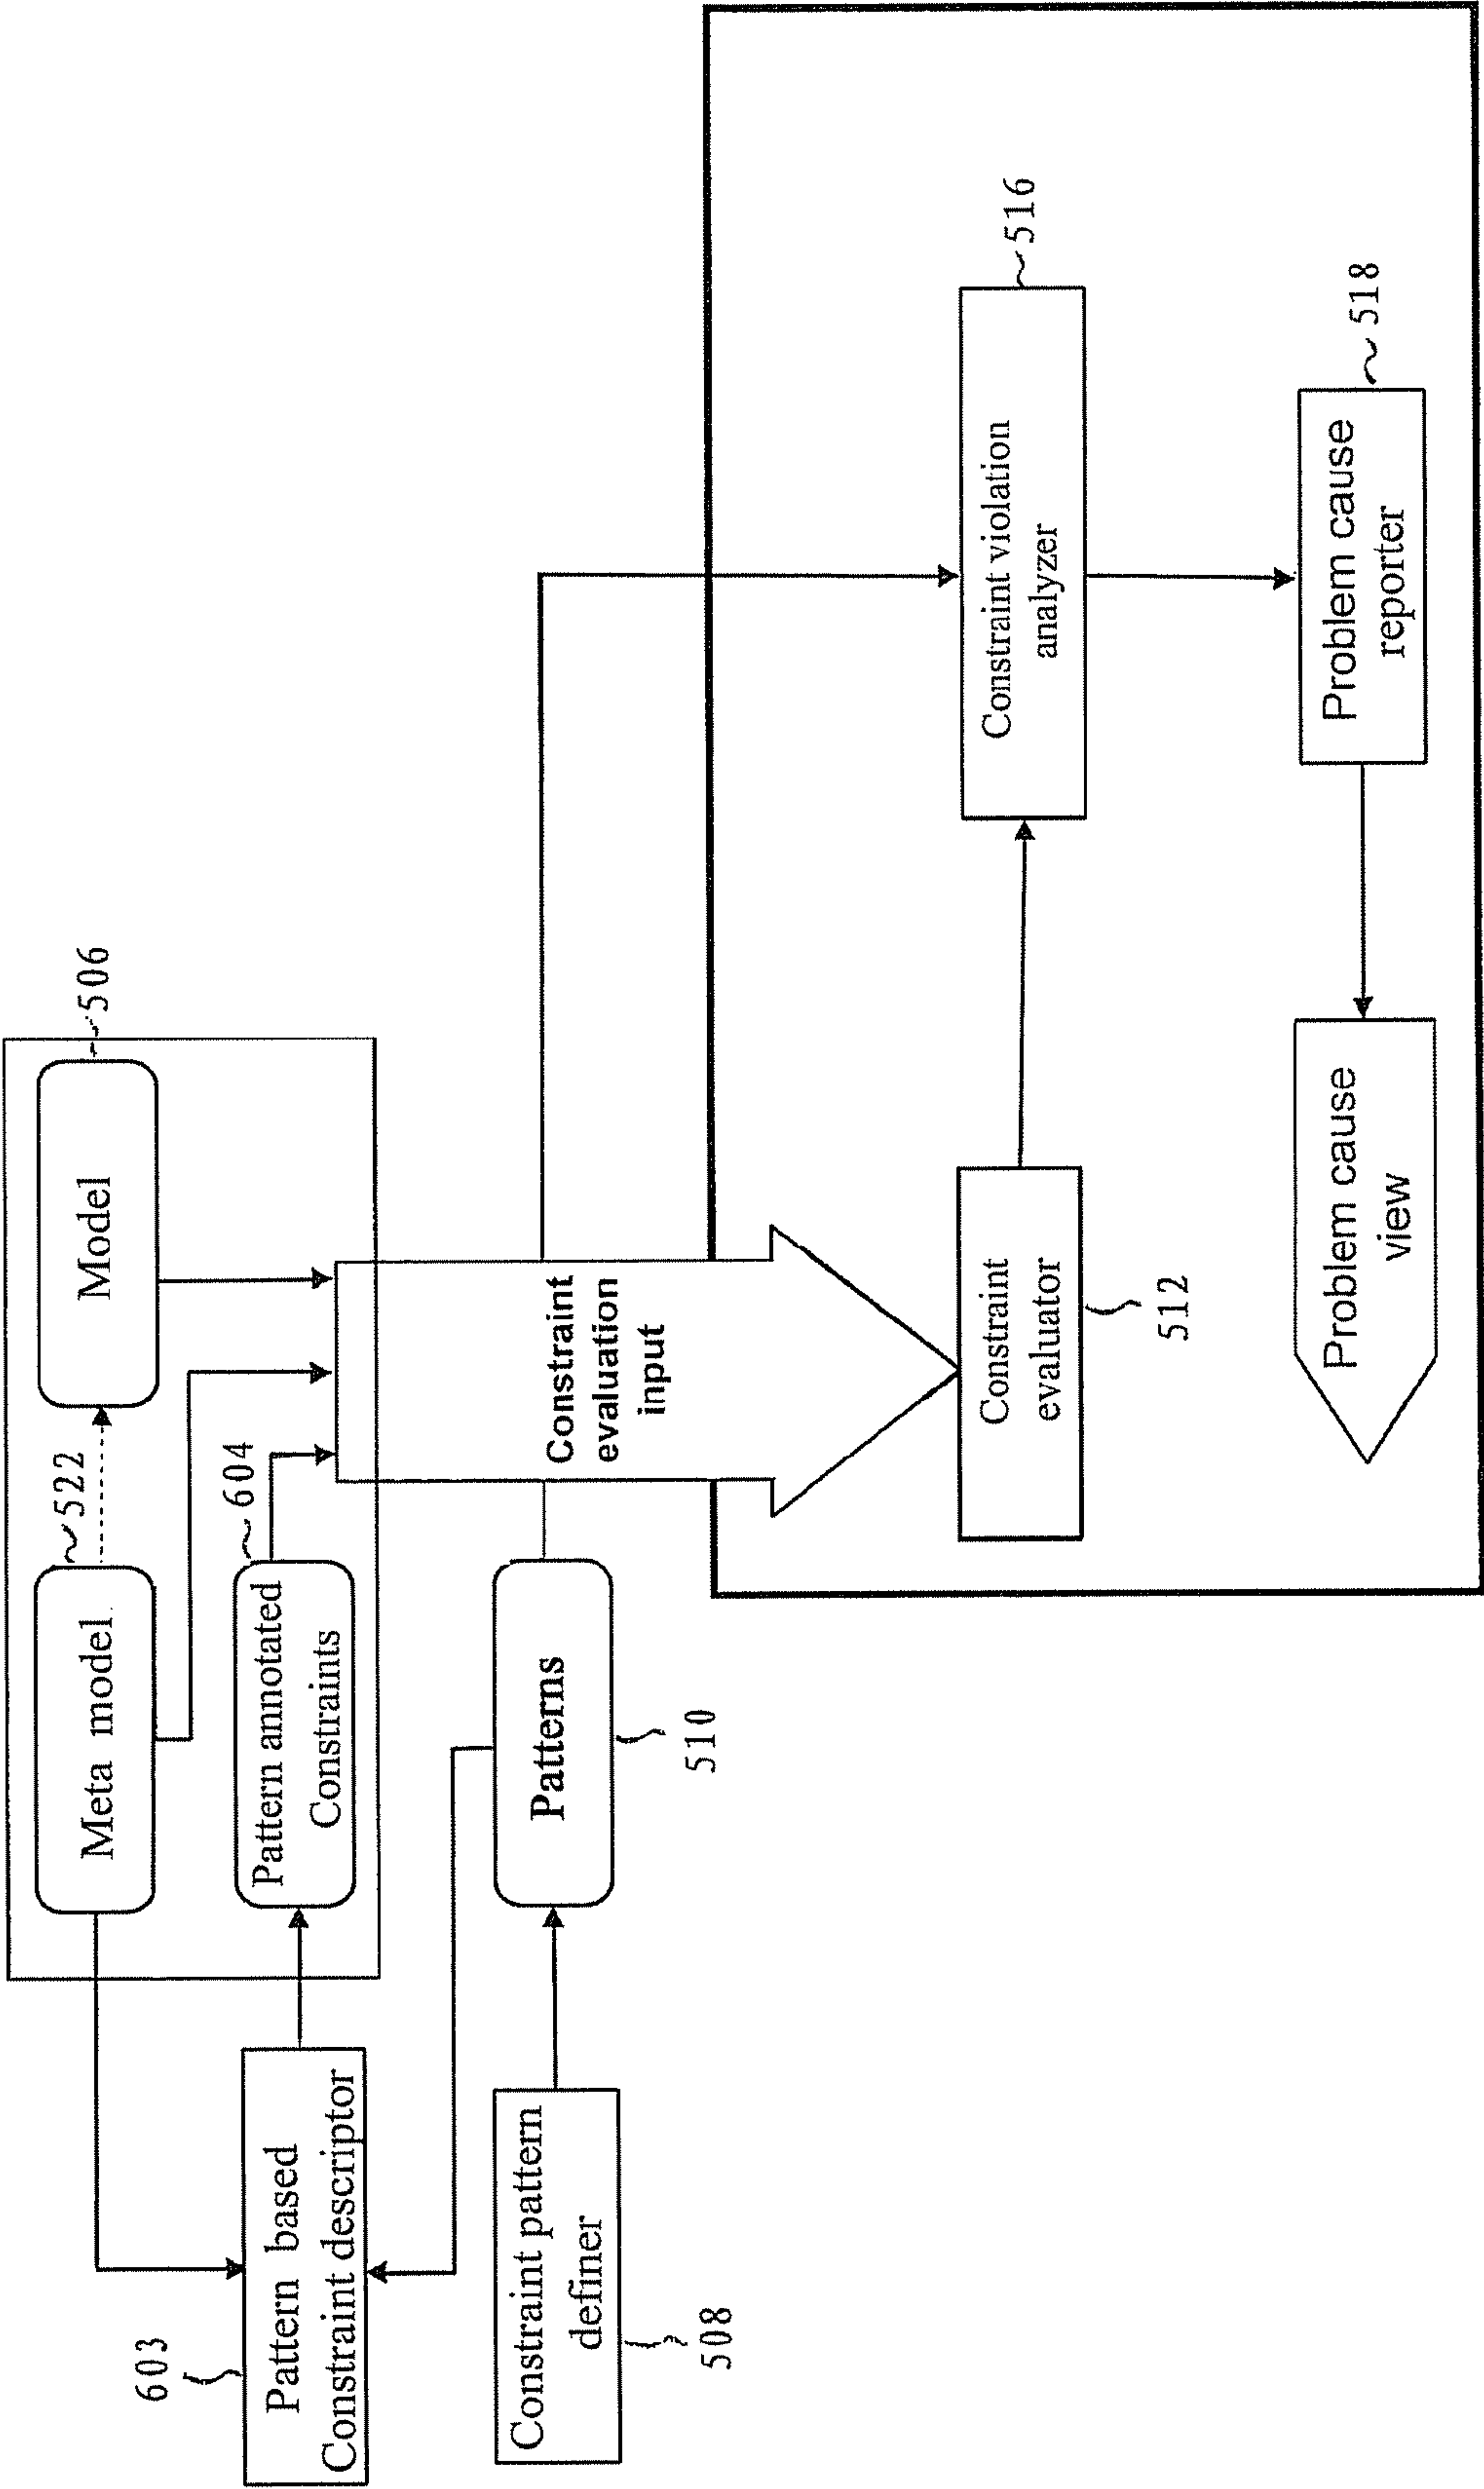 603
Pattern based
Constraint descriptor
Constraint pattern
definer
508
Meta model
522
Model
506
Pattern annotated
Constraints
604
Patterns
510
Constraint
evaluation
input
Constraint
evaluator
512
Constraint violation
analyzer
516
Problem cause
view
Problem cause
reporter
518